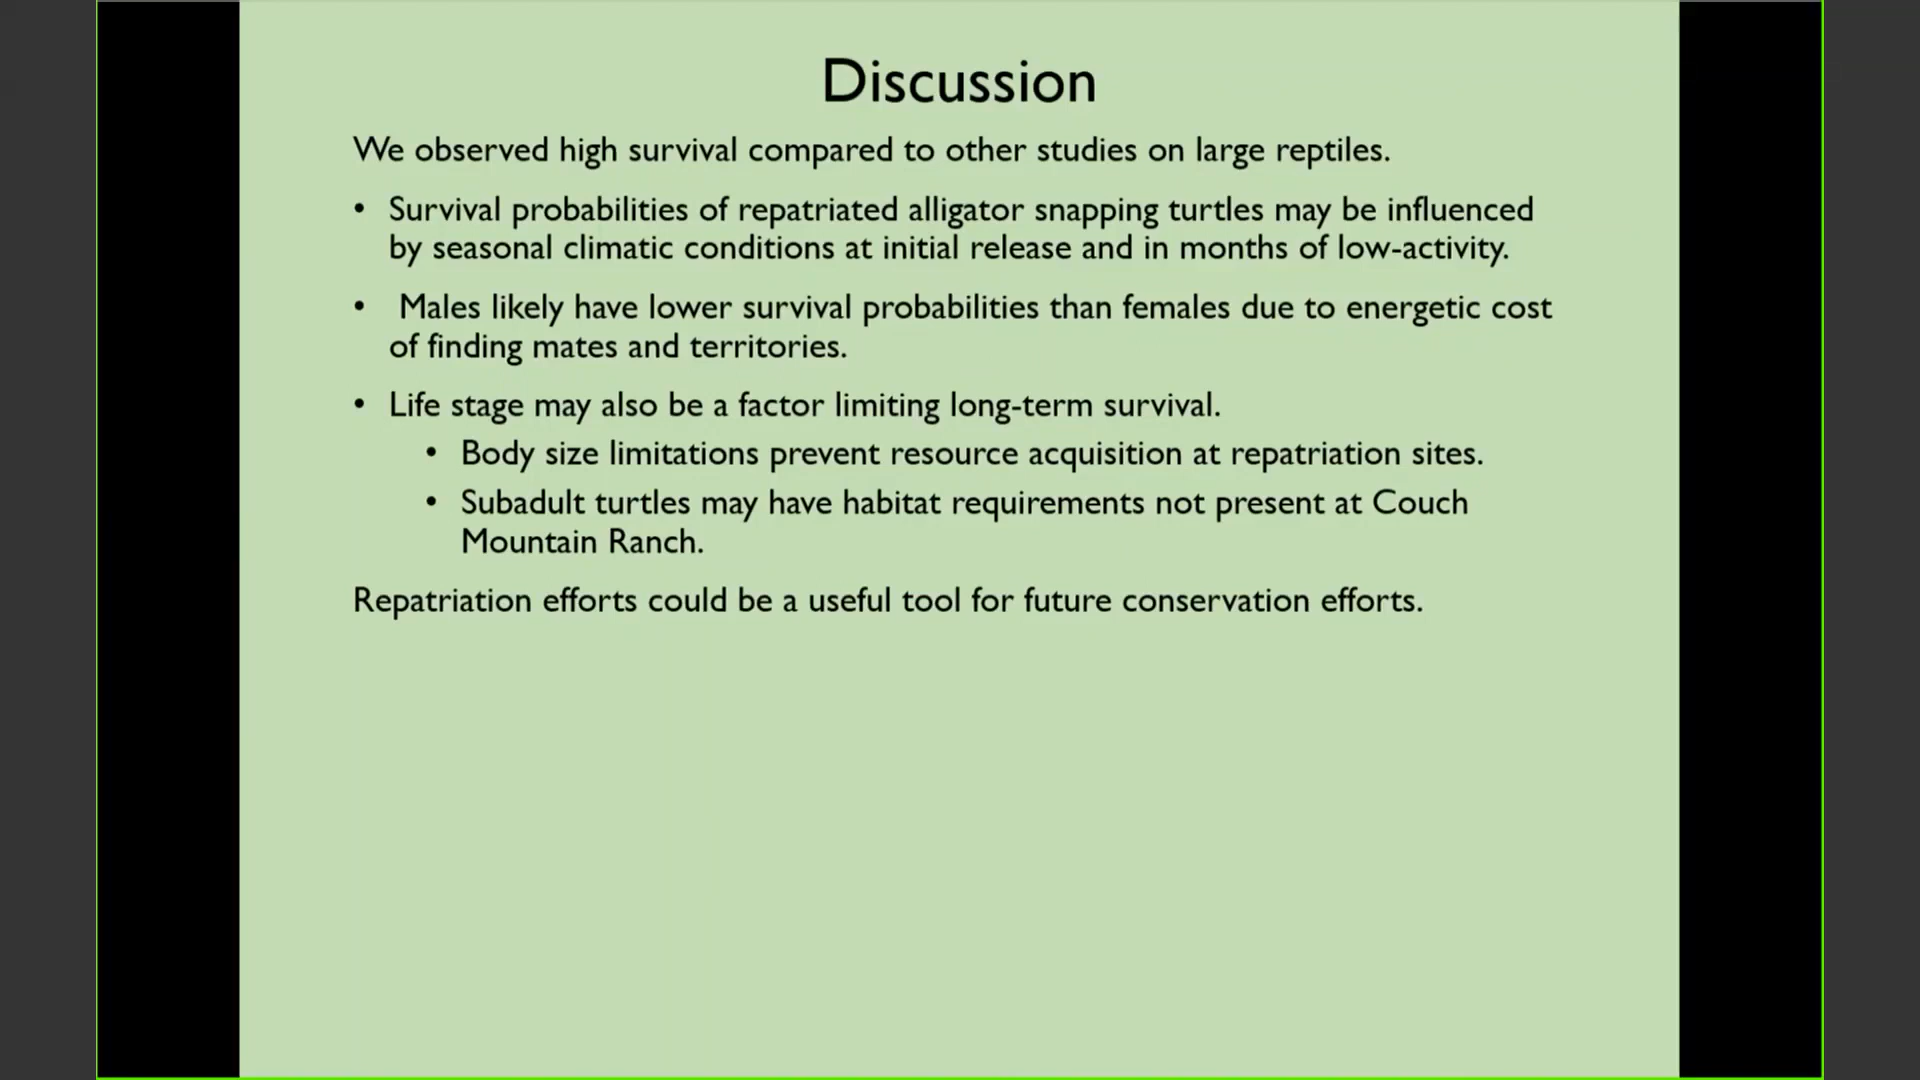 Discussion
We observed high survival compared to other studies on large reptiles.
• Survival probabilities of repatriated alligator snapping turtles may be influenced
by seasonal climatic conditions at initial release and in months of low-activity.
• Males likely have lower survival probabilities than females due to energetic cost
of finding mates and territories.
• Life stage may also be a factor limiting long-term survival.
• Body size limitations prevent resource acquisition at repatriation sites.
• Subadult turtles may have habitat requirements not present at Couch
Mountain Ranch.
Repatriation efforts could be a useful tool for future conservation efforts.